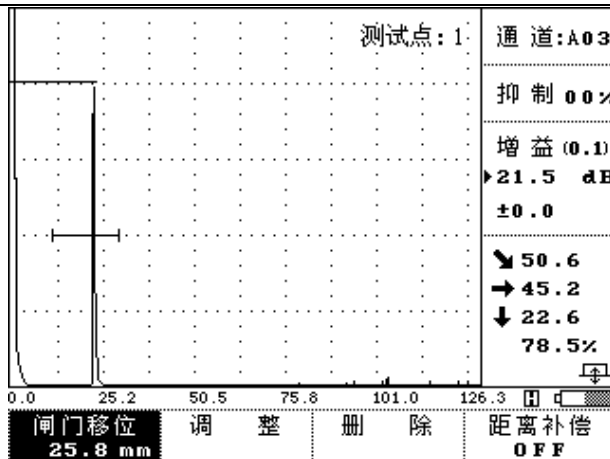 测试点:1
通 道:A03
抑 制 00%
增 益 (0.1)
21.5 dB
±0.0
↘ 50.6
→ 45.2
↓ 22.6
78.5%
0.0 25.2 50.5 75.8 101.0 126.3 H
闸门移位 调 整 删 除 距离补偿
25.8 mm OFF